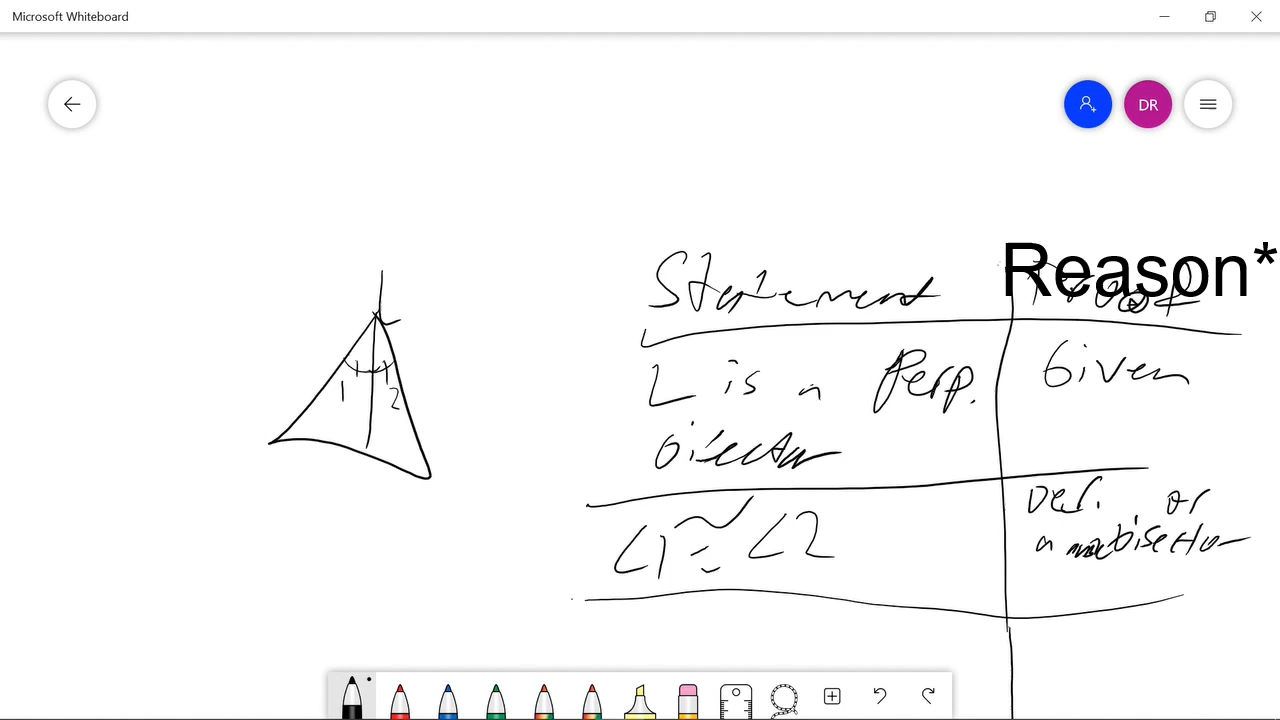 Microsoft Whiteboard
DR
Statement
Reason*
Proof
L is a Perp.
Given
Bisector
1
2
∠1 ≅ ∠2
Def. of
a bisector